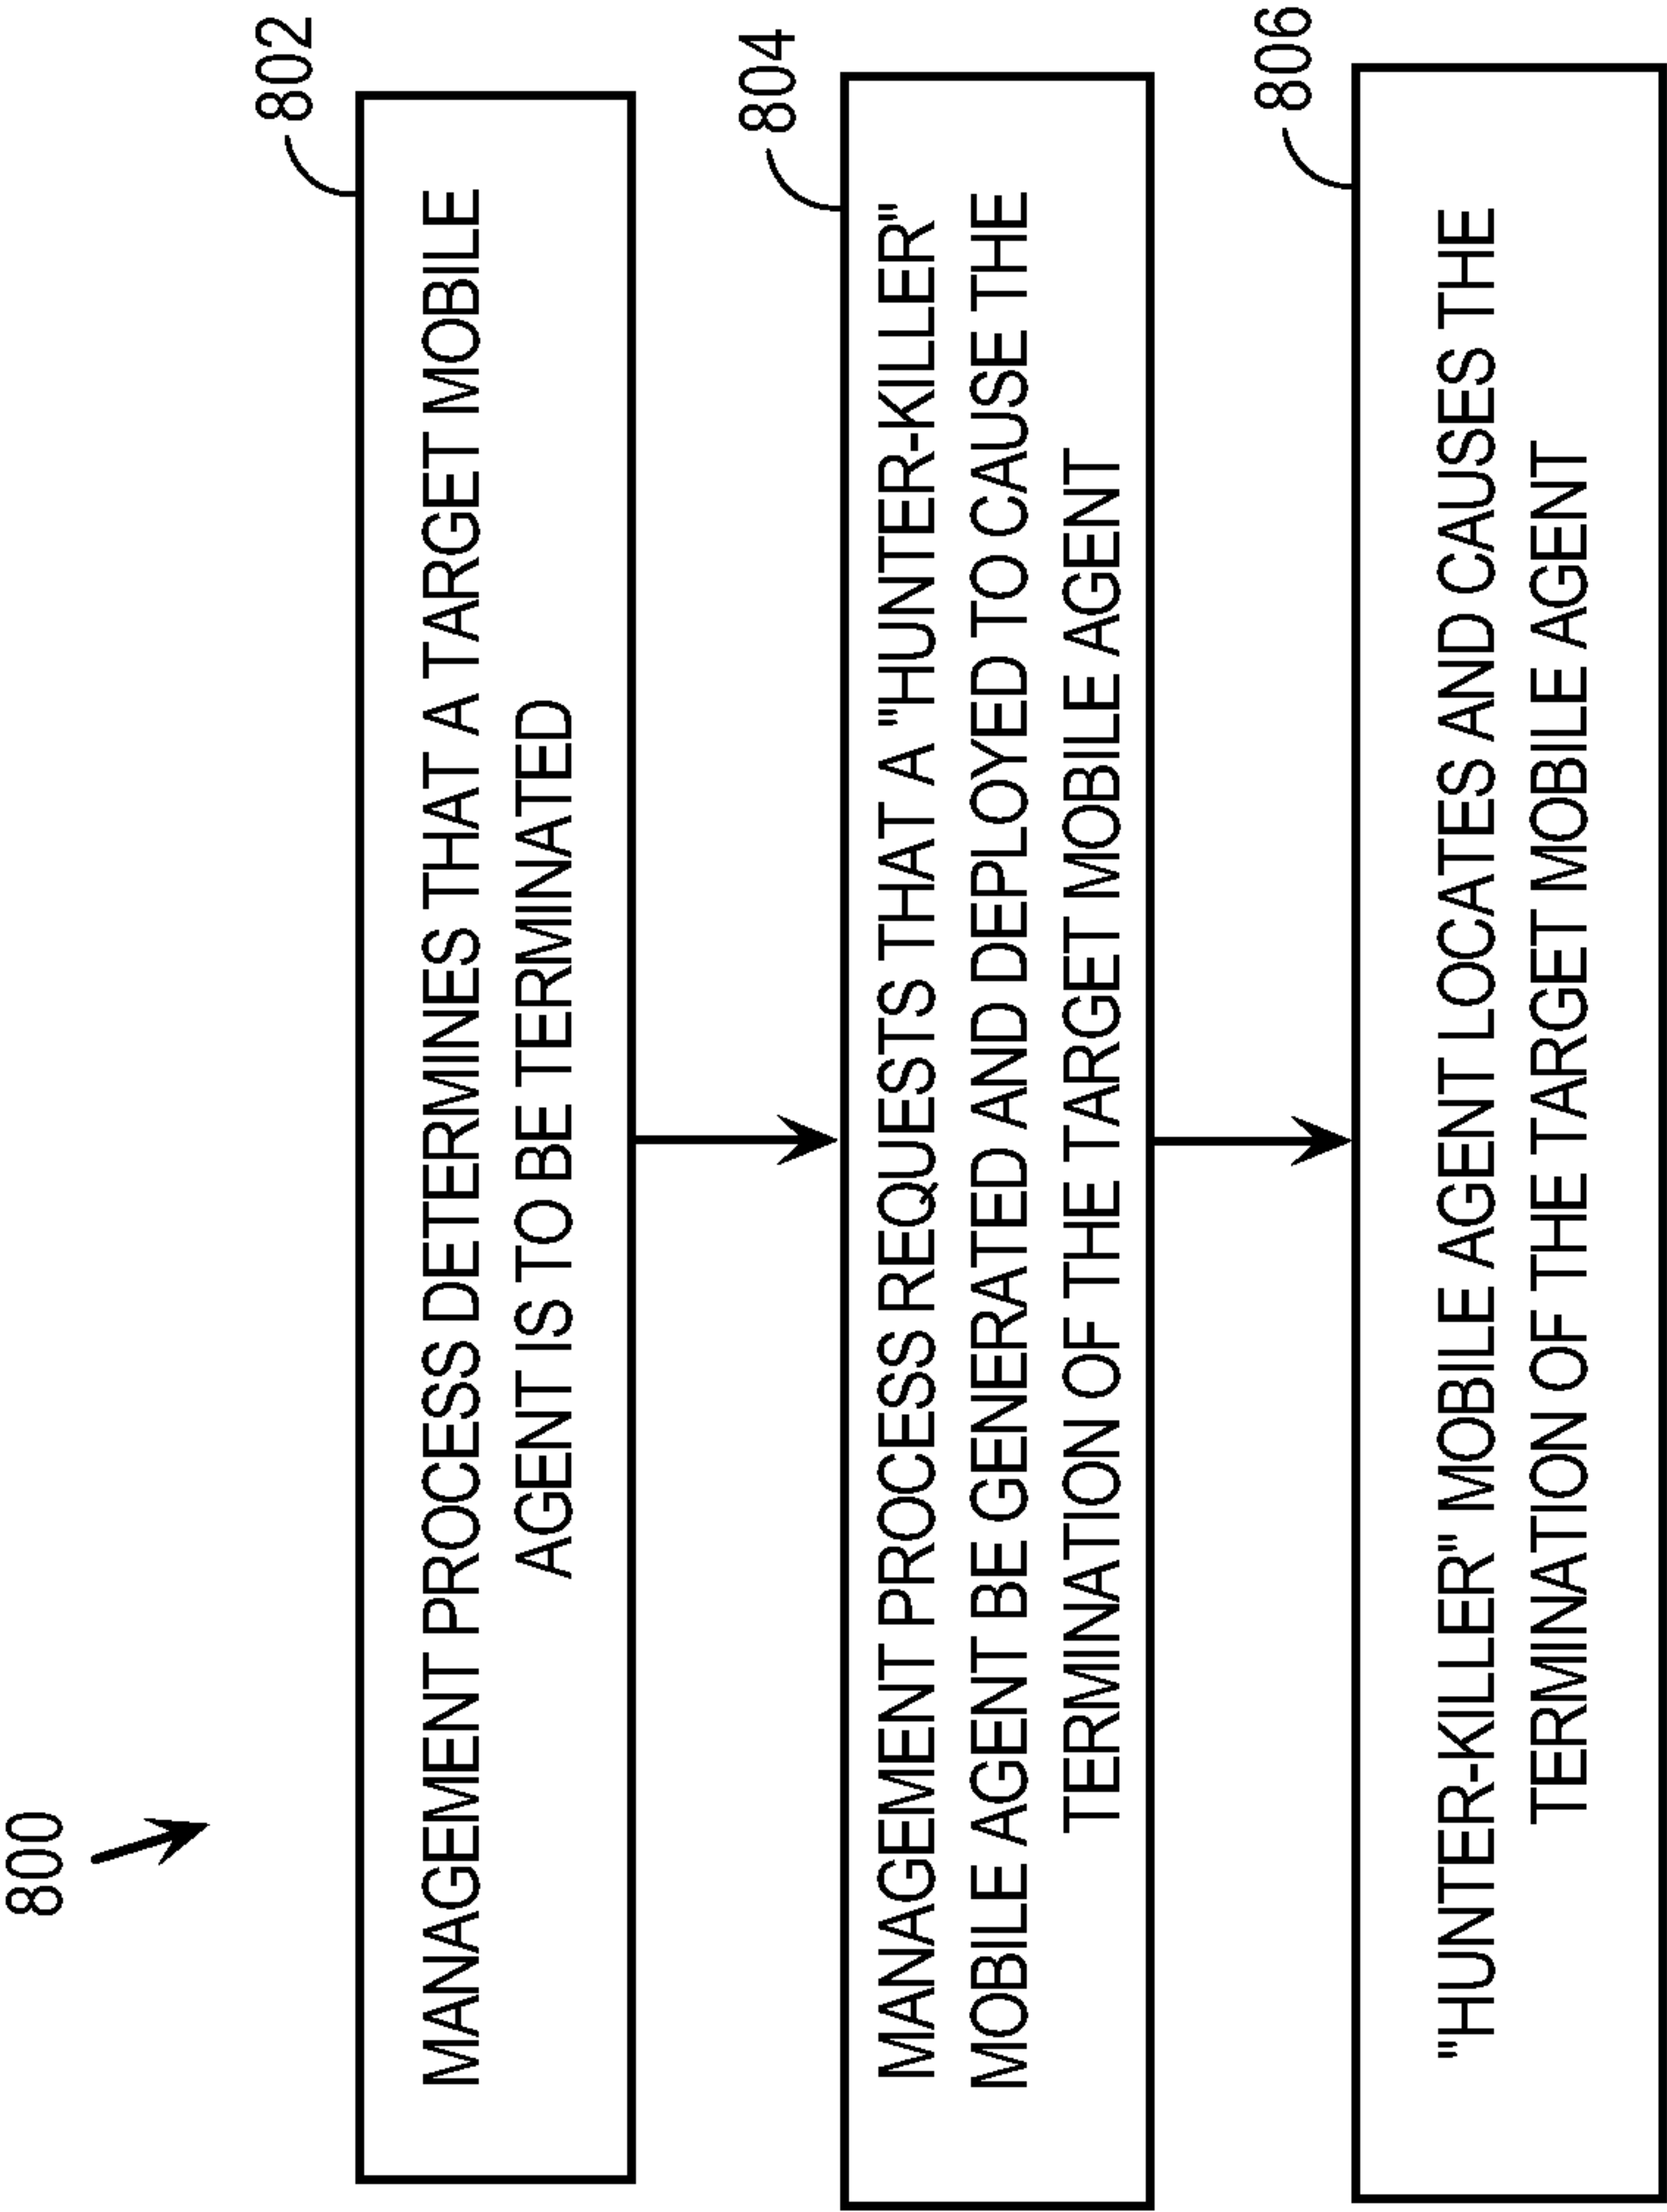 800
802
MANAGEMENT PROCESS DETERMINES THAT A TARGET MOBILE
AGENT IS TO BE TERMINATED
804
MANAGEMENT PROCESS REQUESTS THAT A "HUNTER-KILLER"
MOBILE AGENT BE GENERATED AND DEPLOYED TO CAUSE THE
TERMINATION OF THE TARGET MOBILE AGENT
806
"HUNTER-KILLER" MOBILE AGENT LOCATES AND CAUSES THE
TERMINATION OF THE TARGET MOBILE AGENT